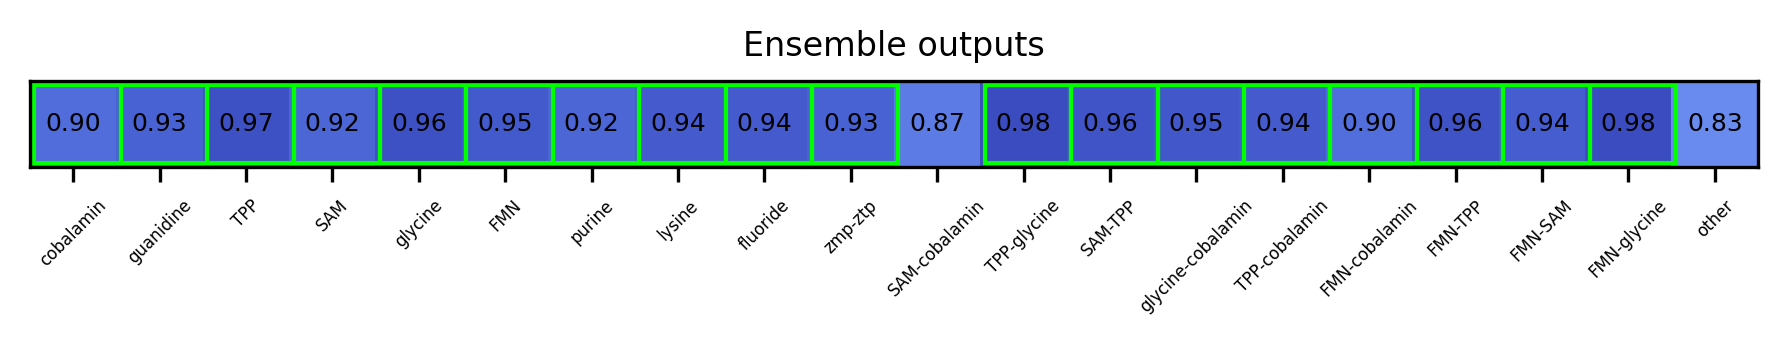 Ensemble outputs
0.90 0.93 0.97 0.92 0.96 0.95 0.92 0.94 0.94 0.93 0.87 0.98 0.96 0.95 0.94 0.90 0.96 0.94 0.98 0.83
cobalamin guanidine TPP SAM glycine FMN purine lysine fluoride zmp-ztp SAM-cobalamin TPP-glycine SAM-TPP glycine-cobalamin TPP-cobalamin FMN-cobalamin FMN-TPP FMN-SAM FMN-glycine other